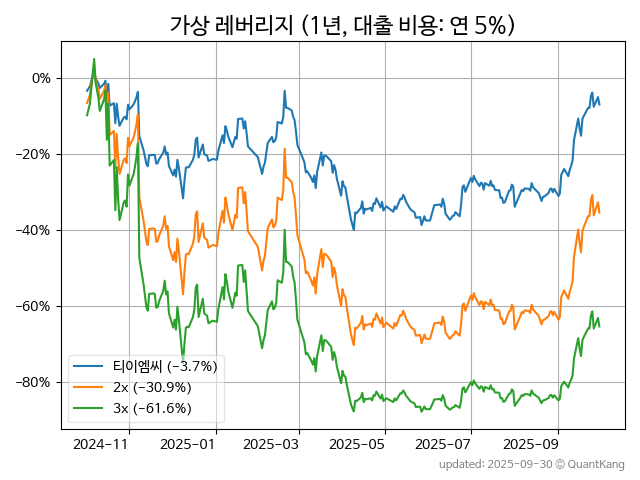 가상 레버리지 (1년, 대출 비용: 연 5%)
0%
−20%
−40%
−60%
−80%
티이엠씨 (−3.7%)
2x (−30.9%)
3x (−61.6%)
2024-11 2025-01 2025-03 2025-05 2025-07 2025-09
updated: 2025-09-30 © QuantKang